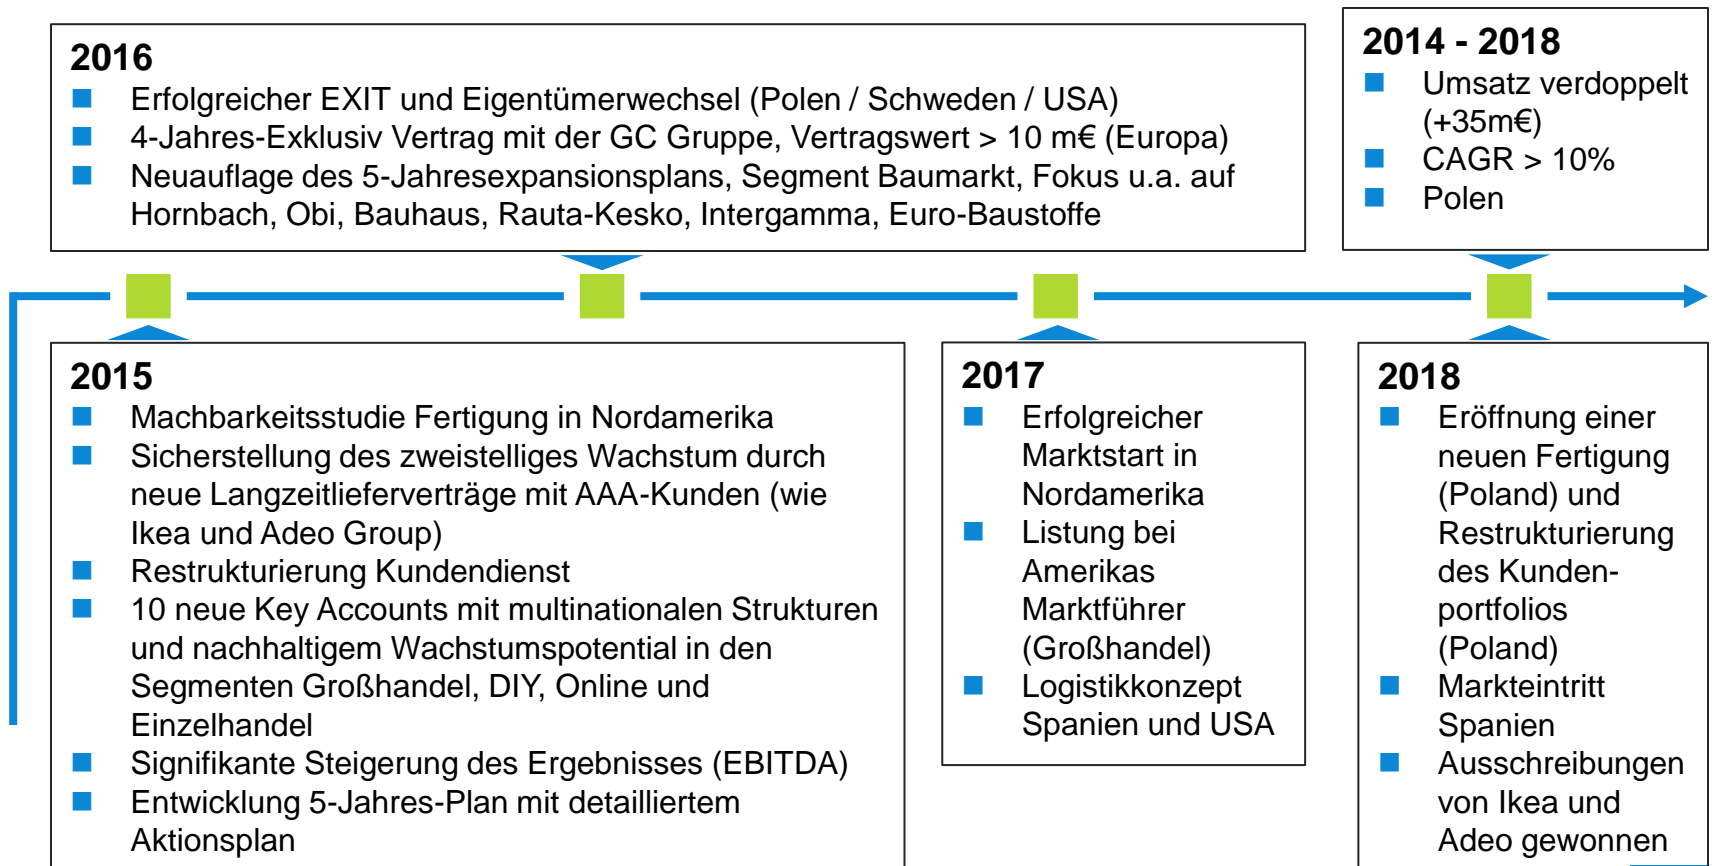 2016
Erfolgreicher EXIT und Eigentümerwechsel (Polen / Schweden / USA)
4-Jahres-Exklusiv Vertrag mit der GC Gruppe, Vertragswert > 10 m€ (Europa)
Neuauflage des 5-Jahresexpansionsplans, Segment Baumarkt, Fokus u.a. auf
Hornbach, Obi, Bauhaus, Rauta-Kesko, Intergamma, Euro-Baustoffe
2014 - 2018
Umsatz verdoppelt
(+35m€)
CAGR > 10%
Polen
2015
Machbarkeitsstudie Fertigung in Nordamerika
Sicherstellung des zweistelliges Wachstum durch
neue Langzeitlieferverträge mit AAA-Kunden (wie
Ikea und Adeo Group)
Restrukturierung Kundendienst
10 neue Key Accounts mit multinationalen Strukturen
und nachhaltigem Wachstumspotential in den
Segmenten Großhandel, DIY, Online und
Einzelhandel
Signifikante Steigerung des Ergebnisses (EBITDA)
Entwicklung 5-Jahres-Plan mit detailliertem
Aktionsplan
2017
Erfolgreicher
Marktstart in
Nordamerika
Listung bei
Amerikas
Marktführer
(Großhandel)
Logistikkonzept
Spanien und USA
2018
Eröffnung einer
neuen Fertigung
(Poland) und
Restrukturierung
des Kunden-
portfolios
(Poland)
Markteintritt
Spanien
Ausschreibungen
von Ikea und
Adeo gewonnen